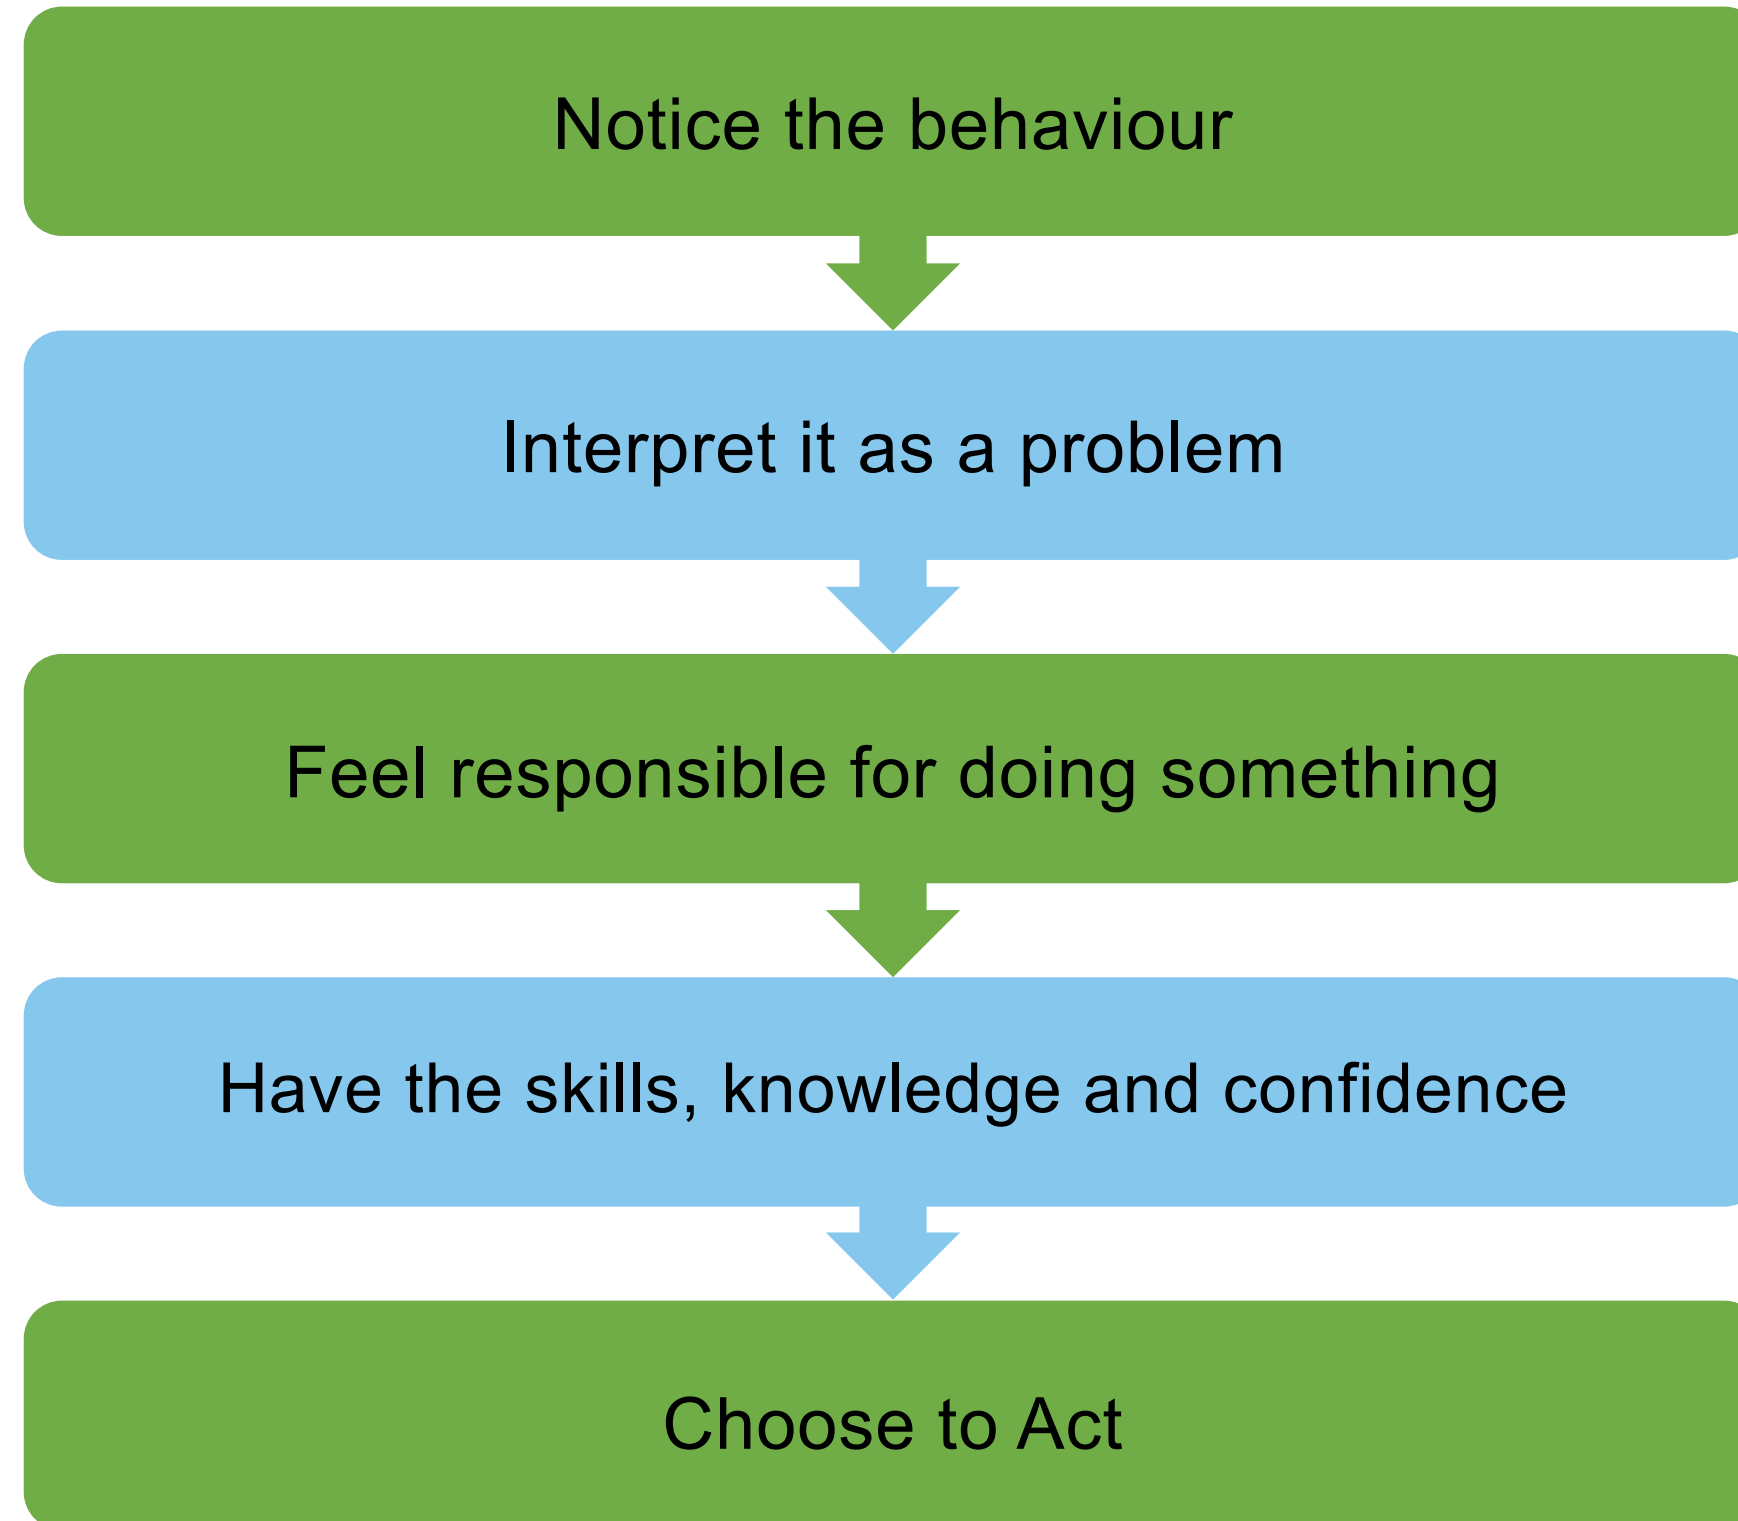 Notice the behaviour
Interpret it as a problem
Feel responsible for doing something
Have the skills, knowledge and confidence
Choose to Act